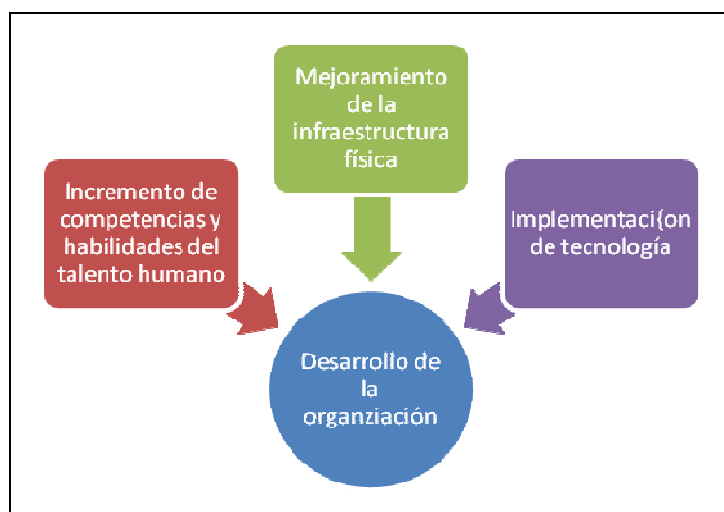 Mejoramiento
de la
infraestructura
física
Incremento de
competencias y
habilidades del
talento humano
Implementaci{on
de tecnología
Desarrollo de
la
organziación